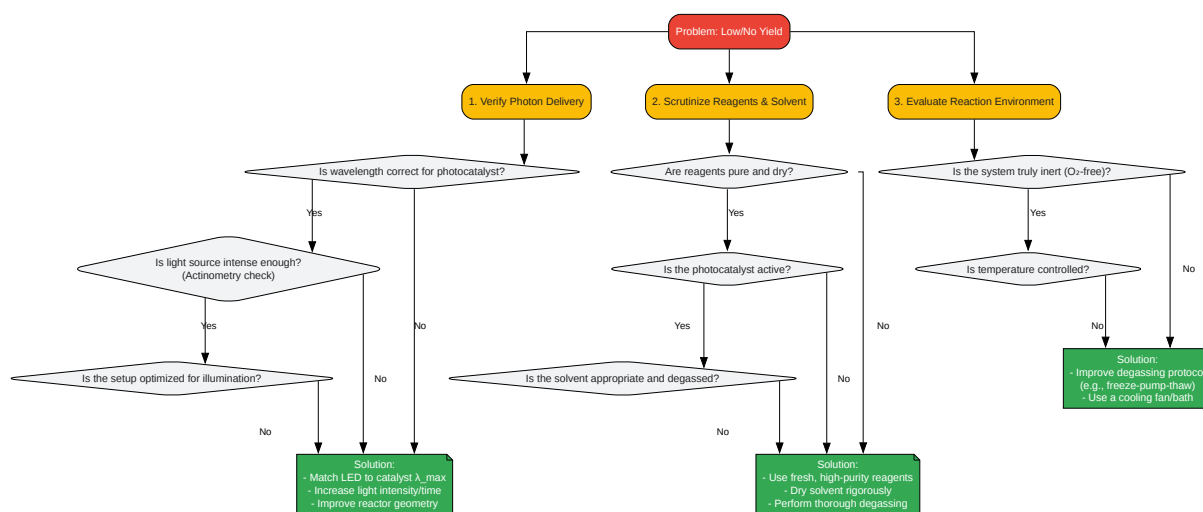 Problem: Low/No Yield
1. Verify Photon Delivery
2. Scrutinize Reagents & Solvent
3. Evaluate Reaction Environment
Is wavelength correct for photocatalyst?
Are reagents pure and dry?
Is the system truly inert (O₂-free)?
Yes
Yes
Yes
Is light source intense enough?
(Actinometry check)
Is the photocatalyst active?
Is temperature controlled?
No
Yes
No
Yes
No
No
Is the setup optimized for illumination?
No
Is the solvent appropriate and degassed?
No
Solution:
- Improve degassing protoco
(e.g., freeze-pump-thaw)
- Use a cooling fan/bath
No
No
Solution:
- Match LED to catalyst λ_max
- Increase light intensity/time
- Improve reactor geometry
Solution:
- Use fresh, high-purity reagents
- Dry solvent rigorously
- Perform thorough degassing